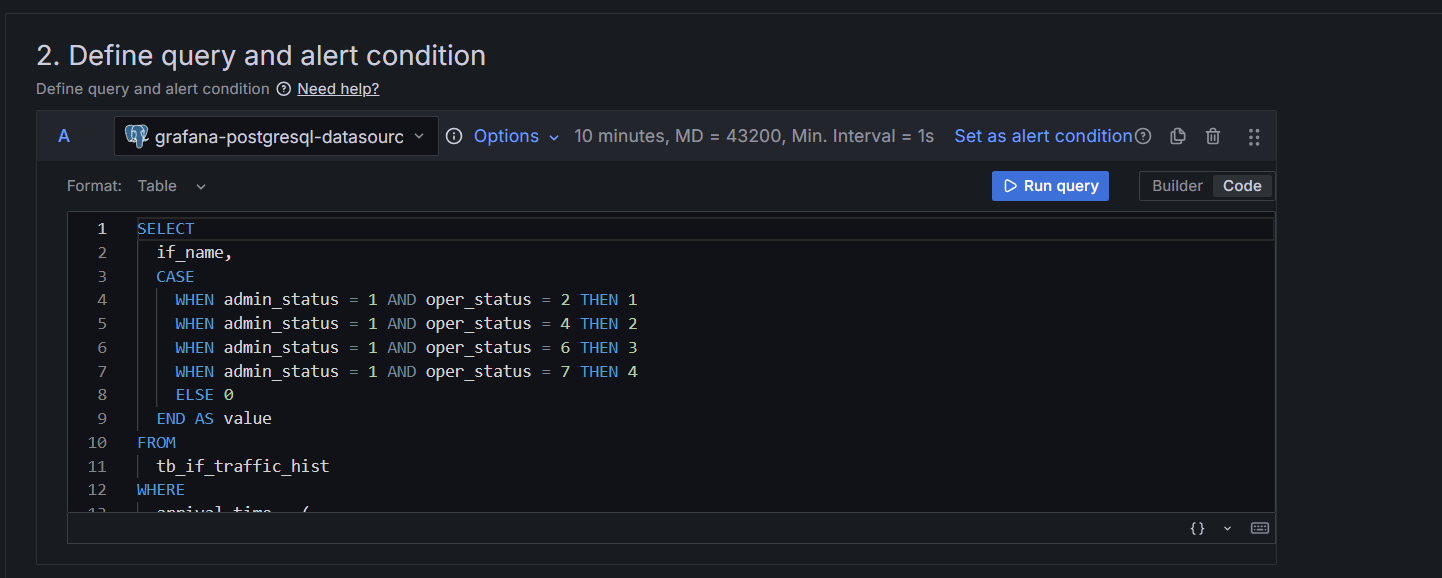 2. Define query and alert condition
Define query and alert condition Need help?
A grafana-postgresql-datasourc Options 10 minutes, MD = 43200, Min. Interval = 1s Set as alert condition
Format: Table Run query Builder Code
1 SELECT
2 if_name,
3 CASE
4 WHEN admin_status = 1 AND oper_status = 2 THEN 1
5 WHEN admin_status = 1 AND oper_status = 4 THEN 2
6 WHEN admin_status = 1 AND oper_status = 6 THEN 3
7 WHEN admin_status = 1 AND oper_status = 7 THEN 4
8 ELSE 0
9 END AS value
10 FROM
11 tb_if_traffic_hist
12 WHERE
13 arrival_time = (
{}